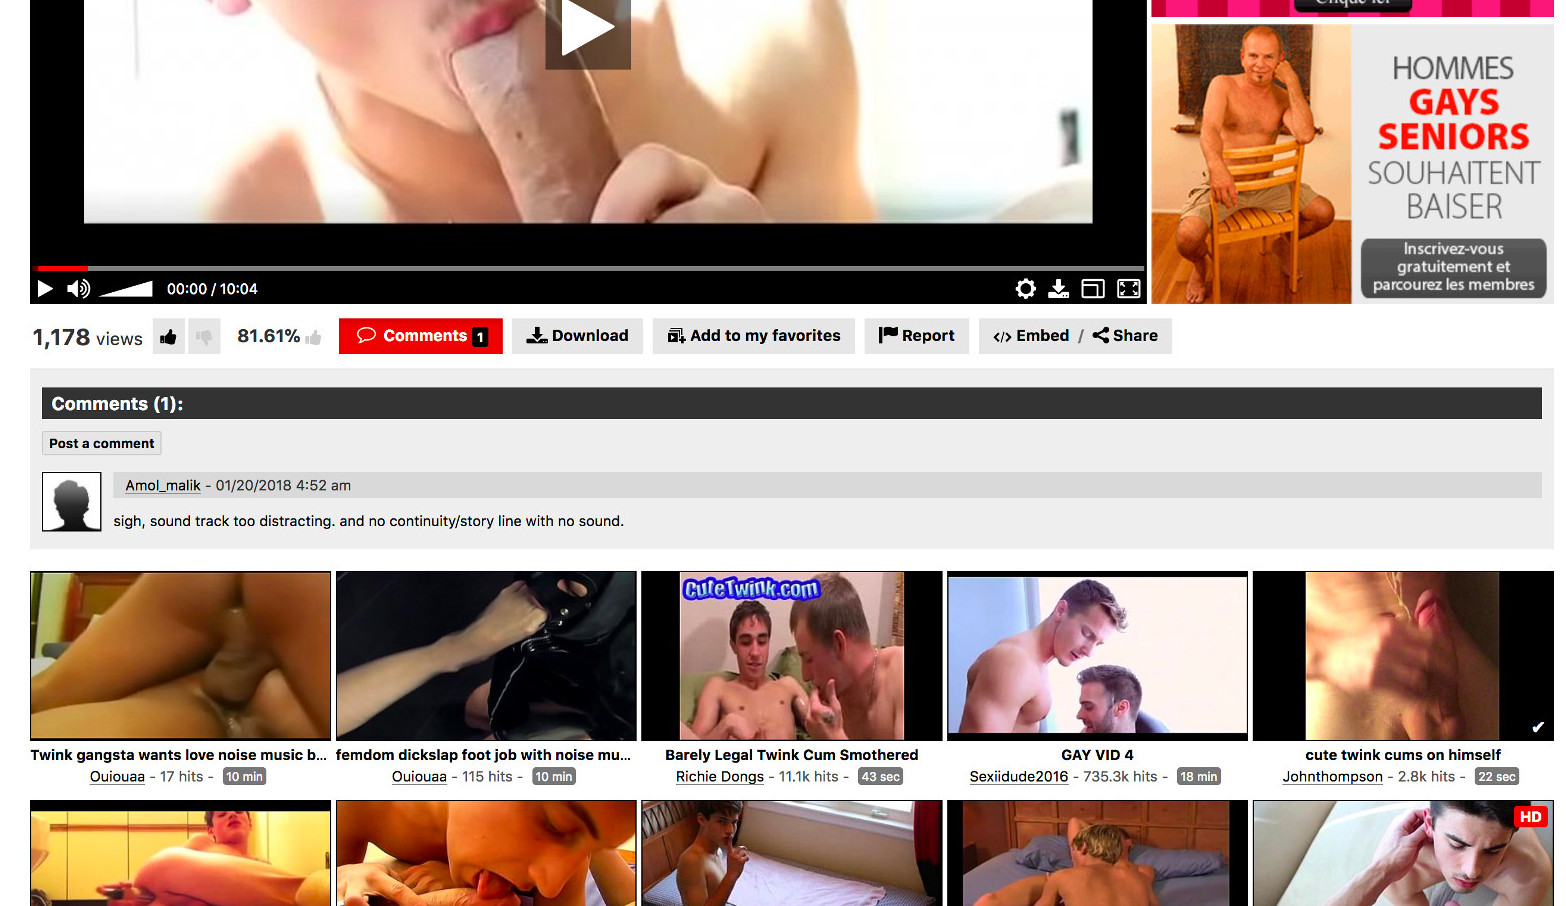 Clique ici
HOMMES
GAYS
SENIORS
SOUHAITENT
BAISER
Inscrivez-vous
gratuitement et
parcourez les membres
00:00 / 10:04
1,178 views
81.61%
Comments 1
Download
Add to my favorites
Report
</> Embed / Share
Comments (1):
Post a comment
Amol_malik - 01/20/2018 4:52 am
sigh, sound track too distracting. and no continuity/story line with no sound.
CuteTwink.com
Twink gangsta wants love noise music b...
Ouiouaa - 17 hits - 10 min
femdom dickslap foot job with noise mu...
Ouiouaa - 115 hits - 10 min
Barely Legal Twink Cum Smothered
Richie Dongs - 11.1k hits - 43 sec
GAY VID 4
Sexiidude2016 - 735.3k hits - 18 min
cute twink cums on himself
Johnthompson - 2.8k hits - 22 sec
HD